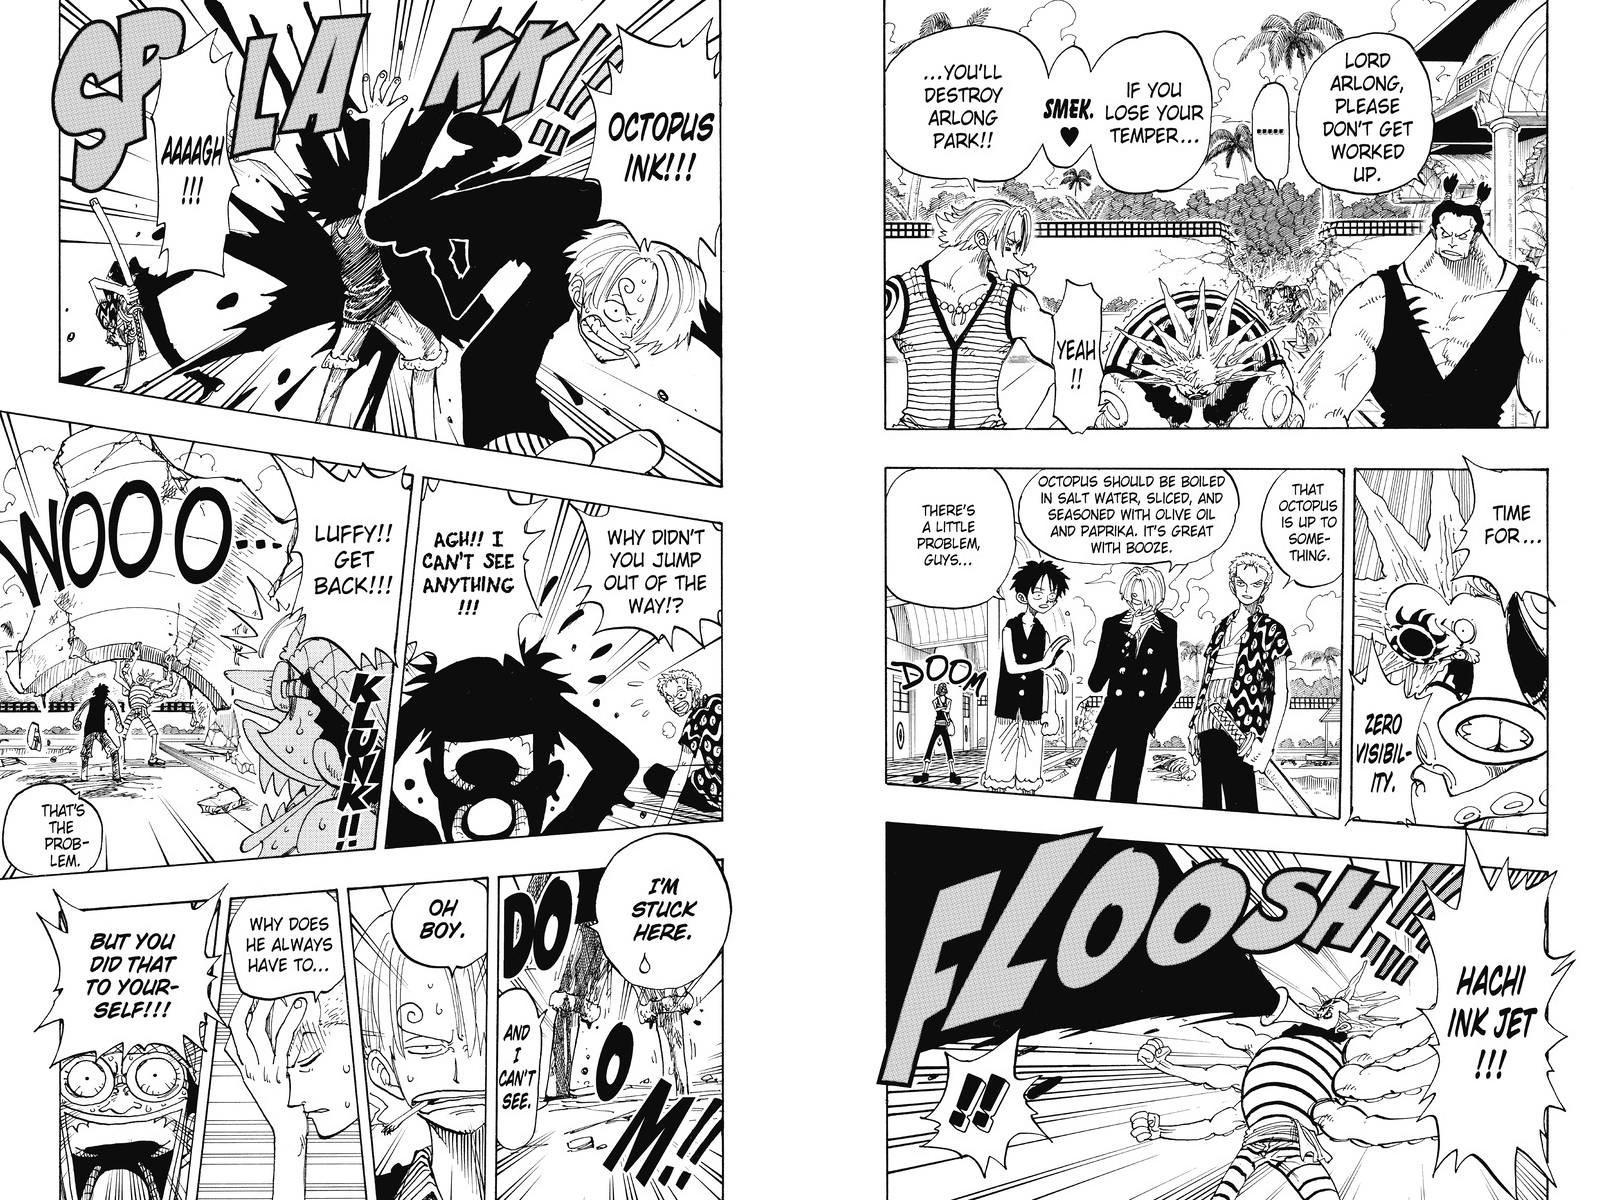 LORD
ARLONG,
PLEASE
DON'T GET
WORKED
UP.
......
IF YOU
LOSE YOUR
TEMPER...
SMEK.
♥
...YOU'LL
DESTROY
ARLONG
PARK!!
YEAH
!!
TIME
FOR...
ZERO
VISIBIL-
ITY.
THAT
OCTOPUS
IS UP TO
SOME-
THING.
OCTOPUS SHOULD BE BOILED
IN SALT WATER, SLICED, AND
SEASONED WITH OLIVE OIL
AND PAPRIKA. IT'S GREAT
WITH BOOZE.
THERE'S
A LITTLE
PROBLEM,
GUYS...
DOOM
HACHI
INK JET
!!!
FLOOSH!!!
!!
OCTOPUS
INK!!!
SPLAKK!!
AAAAGH
!!!
WHY DIDN'T
YOU JUMP
OUT OF THE
WAY!?
AGH!! I
CAN'T SEE
ANYTHING
!!!
LUFFY!!
GET
BACK!!!
KLUNK!!
WOOO...
THAT'S
THE
PROB-
LEM.
I'M
STUCK
HERE.
AND
I
CAN'T
SEE.
DOOM!!
OH
BOY.
WHY DOES
HE ALWAYS
HAVE TO...
BUT YOU
DID THAT
TO YOUR-
SELF!!!